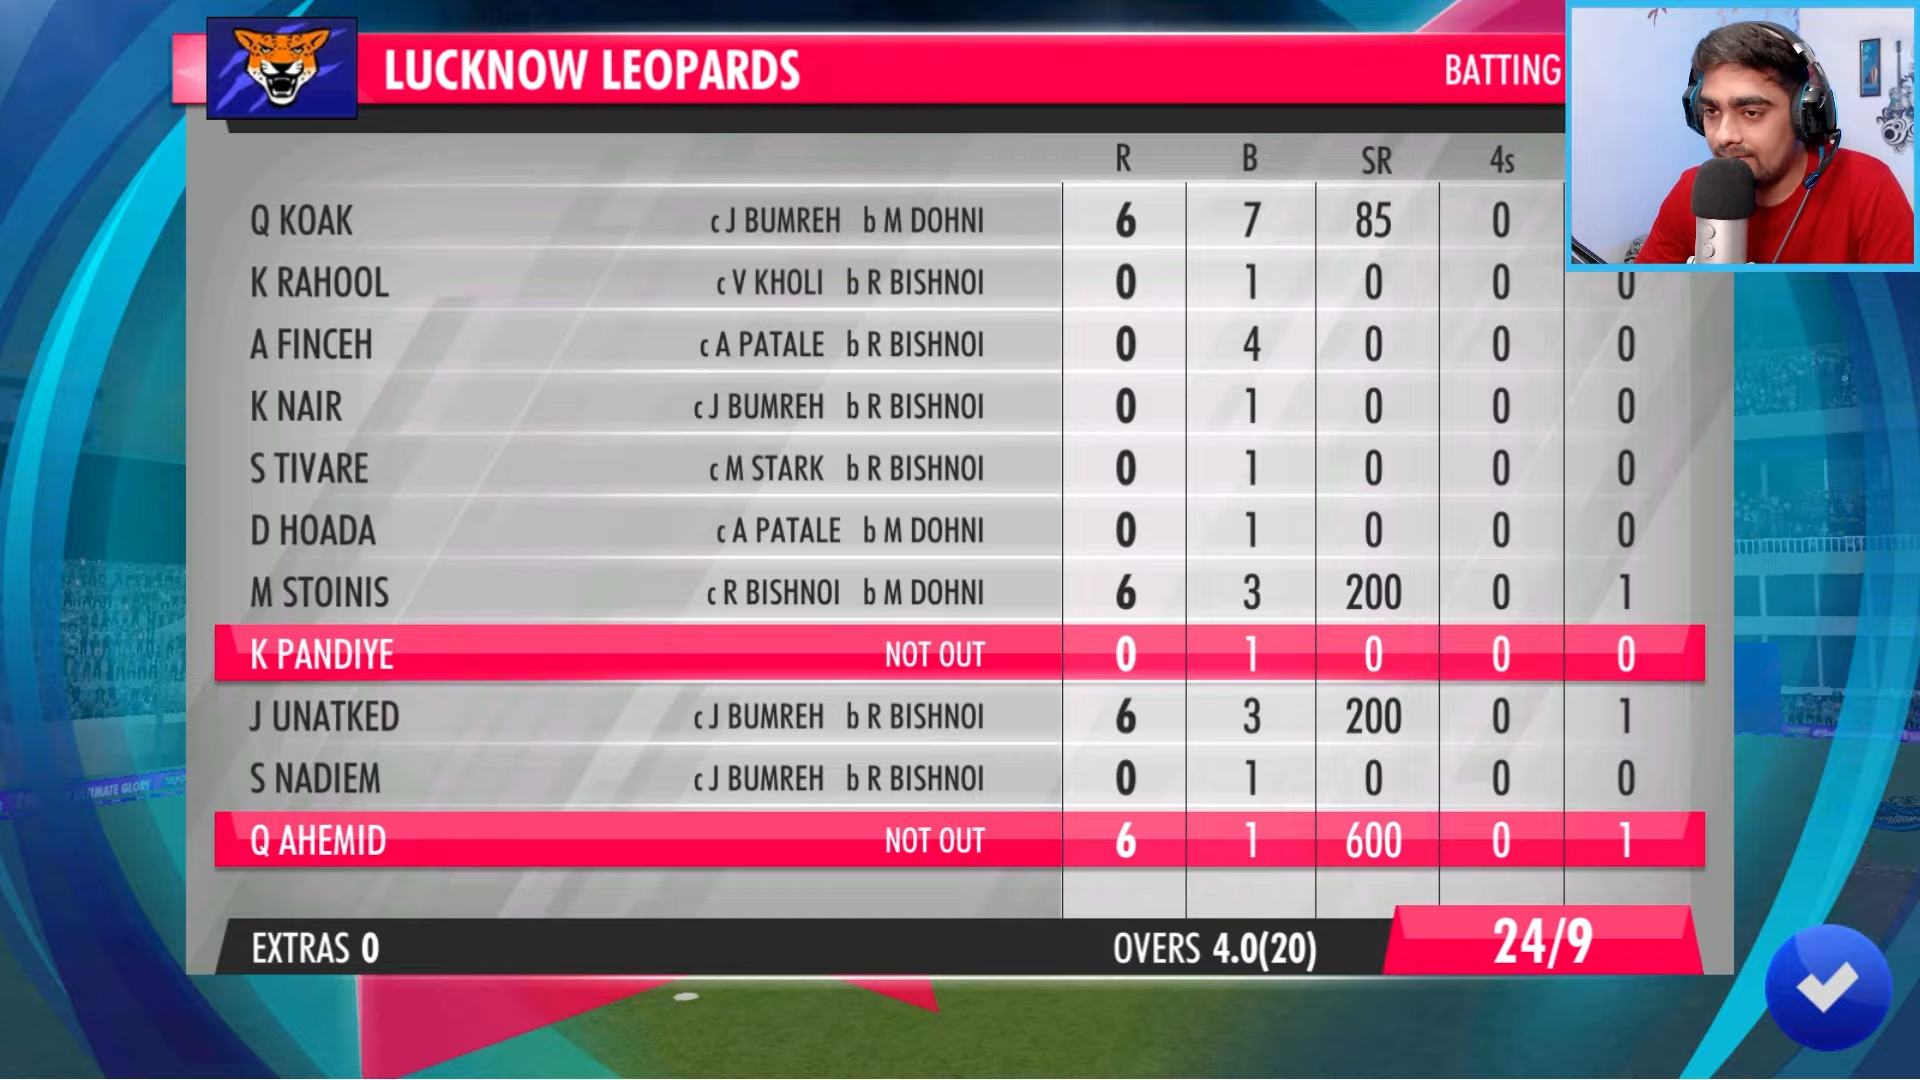 LUCKNOW LEOPARDS BATTING
R B SR 4s
Q KOAK c J BUMREH b M DOHNI 6 7 85 0
K RAHOOL c V KHOLI b R BISHNOI 0 1 0 0 0
A FINCEH c A PATALE b R BISHNOI 0 4 0 0 0
K NAIR c J BUMREH b R BISHNOI 0 1 0 0 0
S TIVARE c M STARK b R BISHNOI 0 1 0 0 0
D HOADA c A PATALE b M DOHNI 0 1 0 0 0
M STOINIS c R BISHNOI b M DOHNI 6 3 200 0 1
K PANDIYE NOT OUT 0 1 0 0 0
J UNATKED c J BUMREH b R BISHNOI 6 3 200 0 1
S NADIEM c J BUMREH b R BISHNOI 0 1 0 0 0
Q AHEMID NOT OUT 6 1 600 0 1
EXTRAS 0 OVERS 4.0(20) 24/9
ULTIMATE GLORY